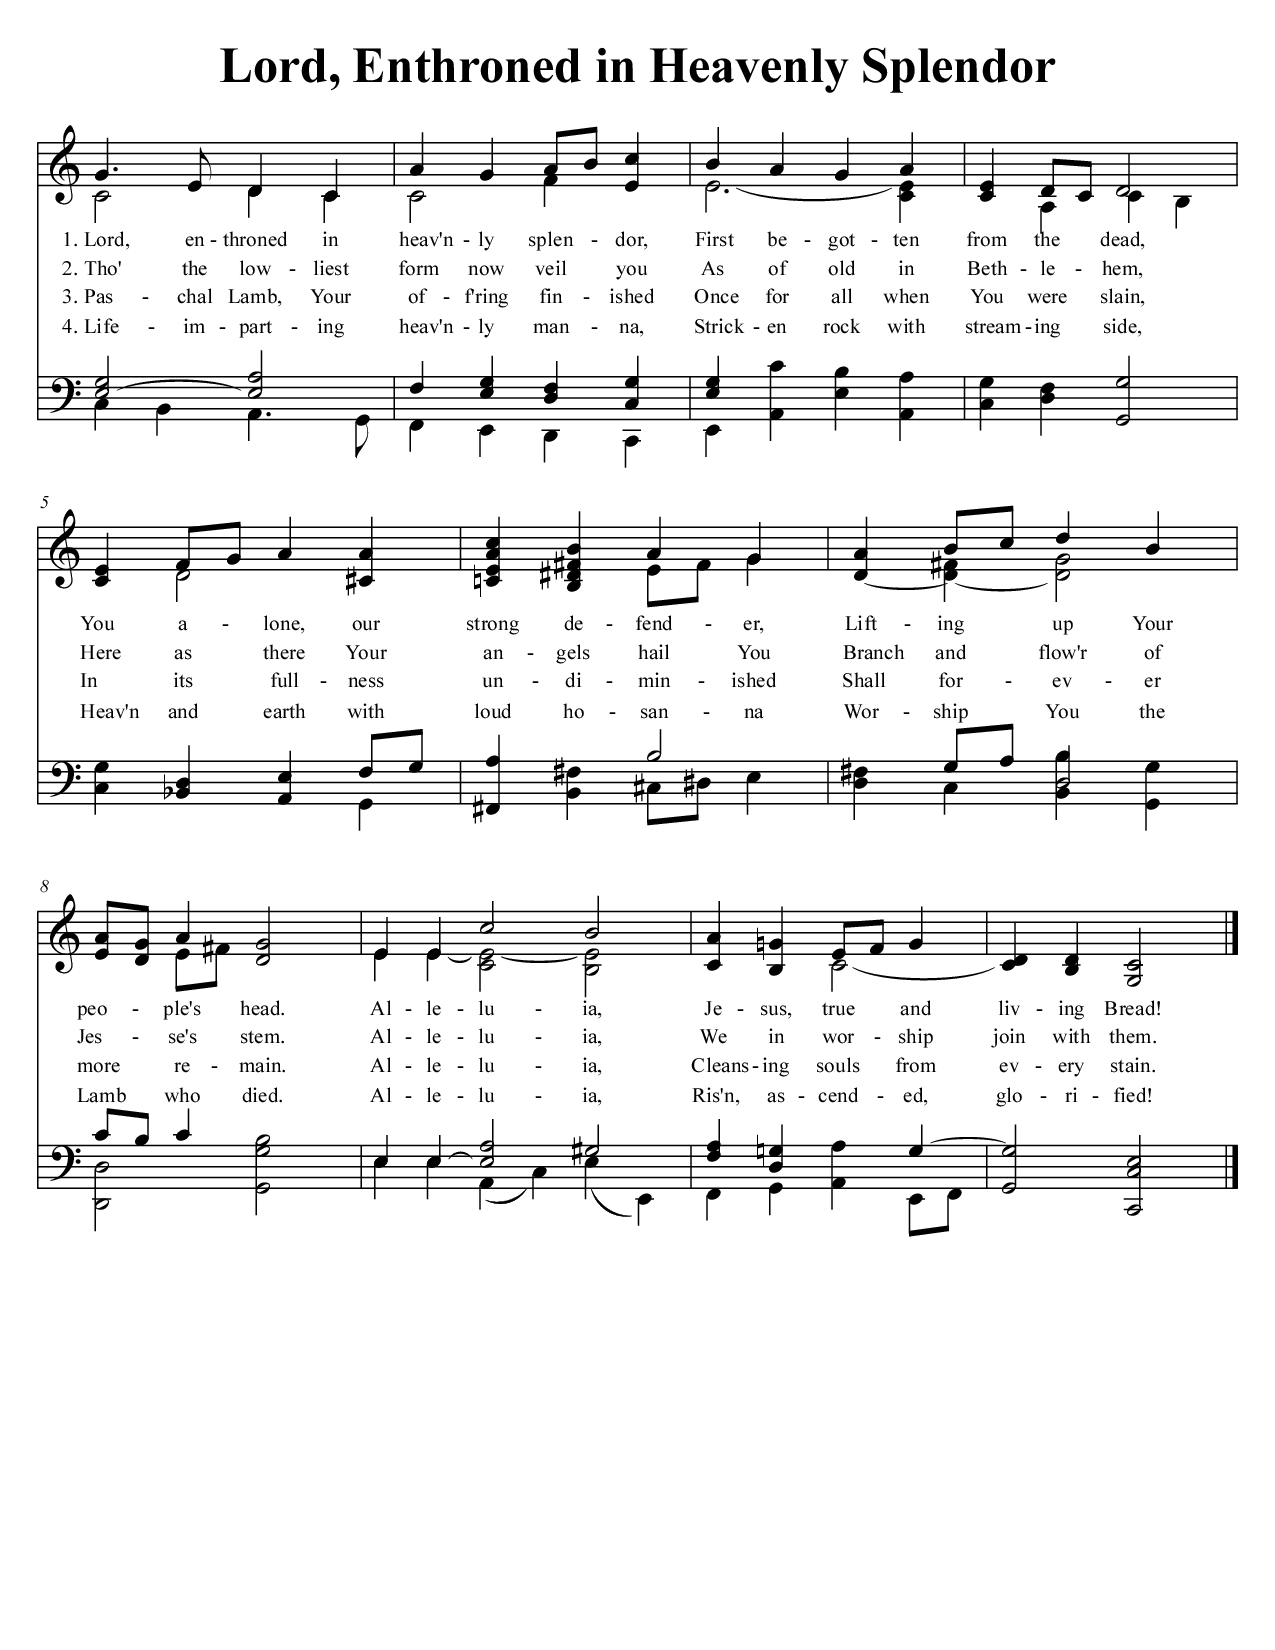 Lord, Enthroned in Heavenly Splendor
1. Lord, en - throned in heav'n - ly splen - dor, First be - got - ten from the dead,
2. Tho' the low - liest form now veil you As of old in Beth - le - hem,
3. Pas - chal Lamb, Your of - f'ring fin - ished Once for all when You were slain,
4. Life - im - part - ing heav'n - ly man - na, Strick - en rock with stream - ing side,
5
You a - lone, our strong de - fend - er, Lift - ing up Your
Here as there Your an - gels hail You Branch and flow'r of
In its full - ness un - di - min - ished Shall for - ev - er
Heav'n and earth with loud ho - san - na Wor - ship You the
8
peo - ple's head. Al - le - lu - ia, Je - sus, true and liv - ing Bread!
Jes - se's stem. Al - le - lu - ia, We in wor - ship join with them.
more re - main. Al - le - lu - ia, Cleans - ing souls from ev - ery stain.
Lamb who died. Al - le - lu - ia, Ris'n, as - cend - ed, glo - ri - fied!